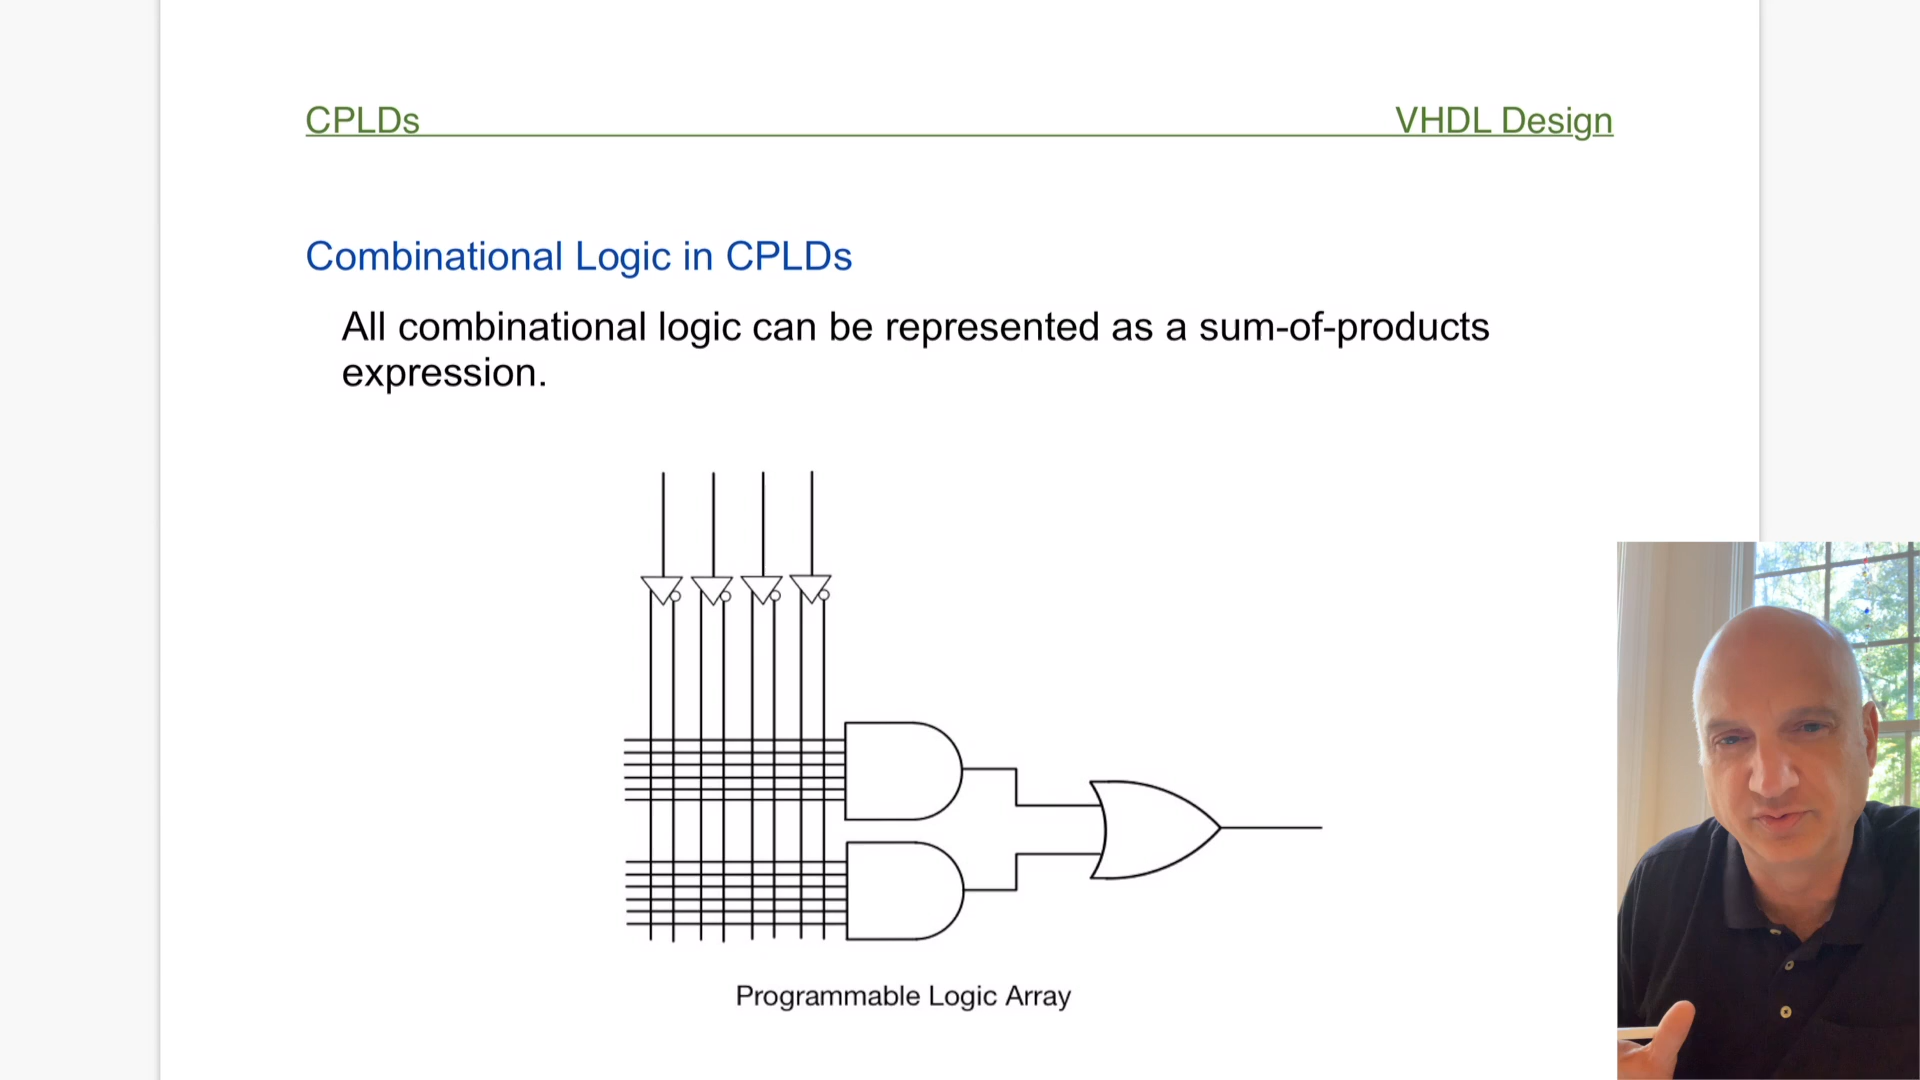 CPLDs VHDL Design
Combinational Logic in CPLDs
All combinational logic can be represented as a sum-of-products
expression.
Programmable Logic Array